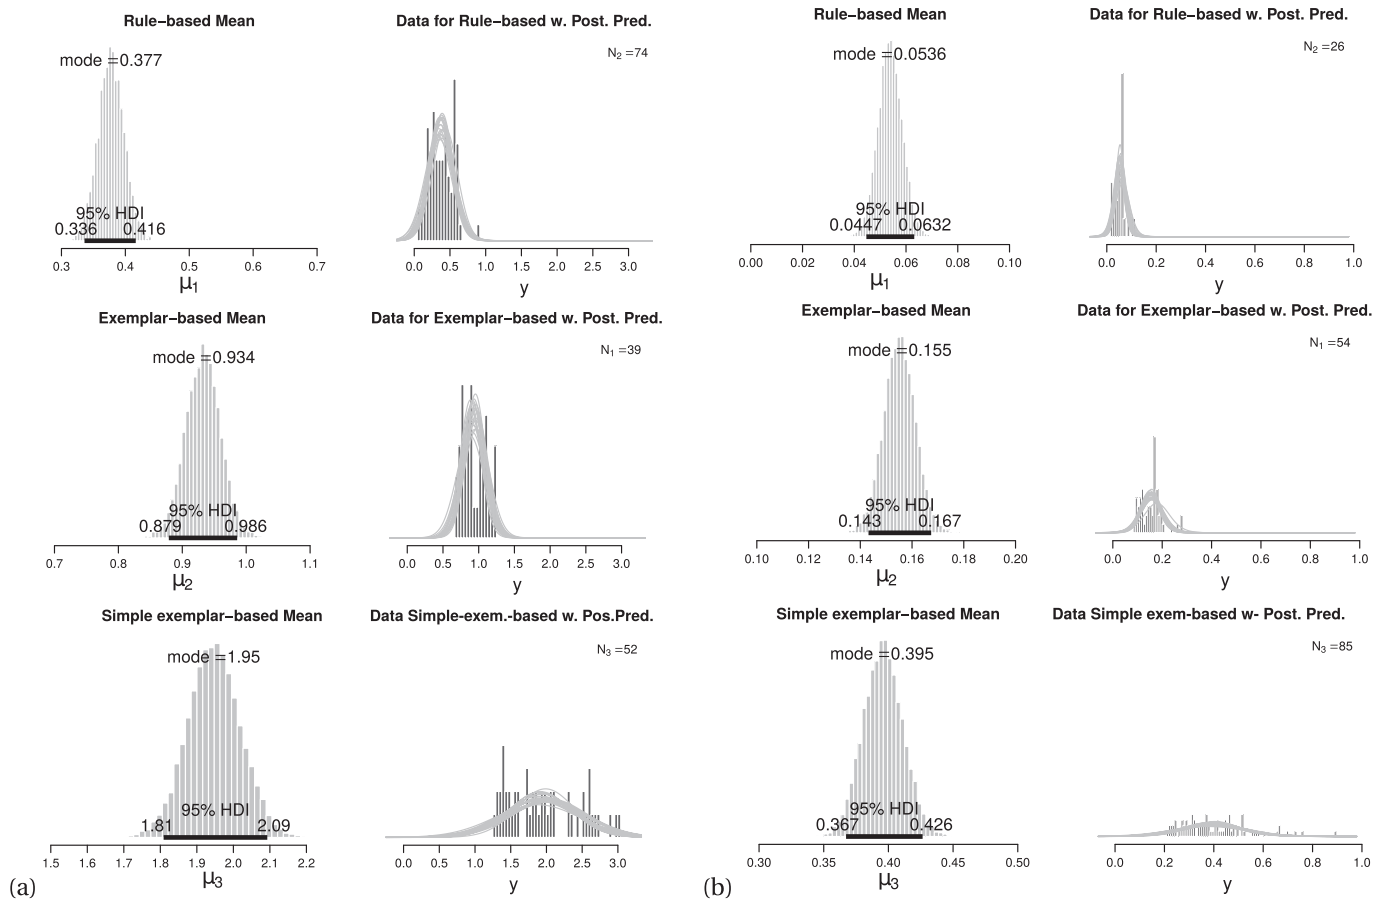 Rule−based Mean
mode =0.377
95% HDI
0.336 0.416
0.3 0.4 0.5 0.6 0.7
μ1
Data for Rule−based w. Post. Pred.
N2 =74
0.0 0.5 1.0 1.5 2.0 2.5 3.0
y
Exemplar−based Mean
mode =0.934
95% HDI
0.879 0.986
0.7 0.8 0.9 1.0 1.1
μ2
Data for Exemplar−based w. Post. Pred.
N1 =39
0.0 0.5 1.0 1.5 2.0 2.5 3.0
y
Simple exemplar−based Mean
mode =1.95
95% HDI
1.81 2.09
1.5 1.6 1.7 1.8 1.9 2.0 2.1 2.2
μ3
Data Simple-exem.-based w. Pos.Pred.
N3 =52
0.0 0.5 1.0 1.5 2.0 2.5 3.0
y
(a)
Rule−based Mean
mode =0.0536
95% HDI
0.0447 0.0632
0.00 0.02 0.04 0.06 0.08 0.10
μ1
Data for Rule−based w. Post. Pred.
N2 =26
0.0 0.2 0.4 0.6 0.8 1.0
y
Exemplar−based Mean
mode =0.155
95% HDI
0.143 0.167
0.10 0.12 0.14 0.16 0.18 0.20
μ2
Data for Exemplar−based w. Post. Pred.
N1 =54
0.0 0.2 0.4 0.6 0.8 1.0
y
Simple exemplar−based Mean
mode =0.395
95% HDI
0.367 0.426
0.30 0.35 0.40 0.45 0.50
μ3
Data Simple exem-based w- Post. Pred.
N3 =85
0.0 0.2 0.4 0.6 0.8 1.0
y
(b)